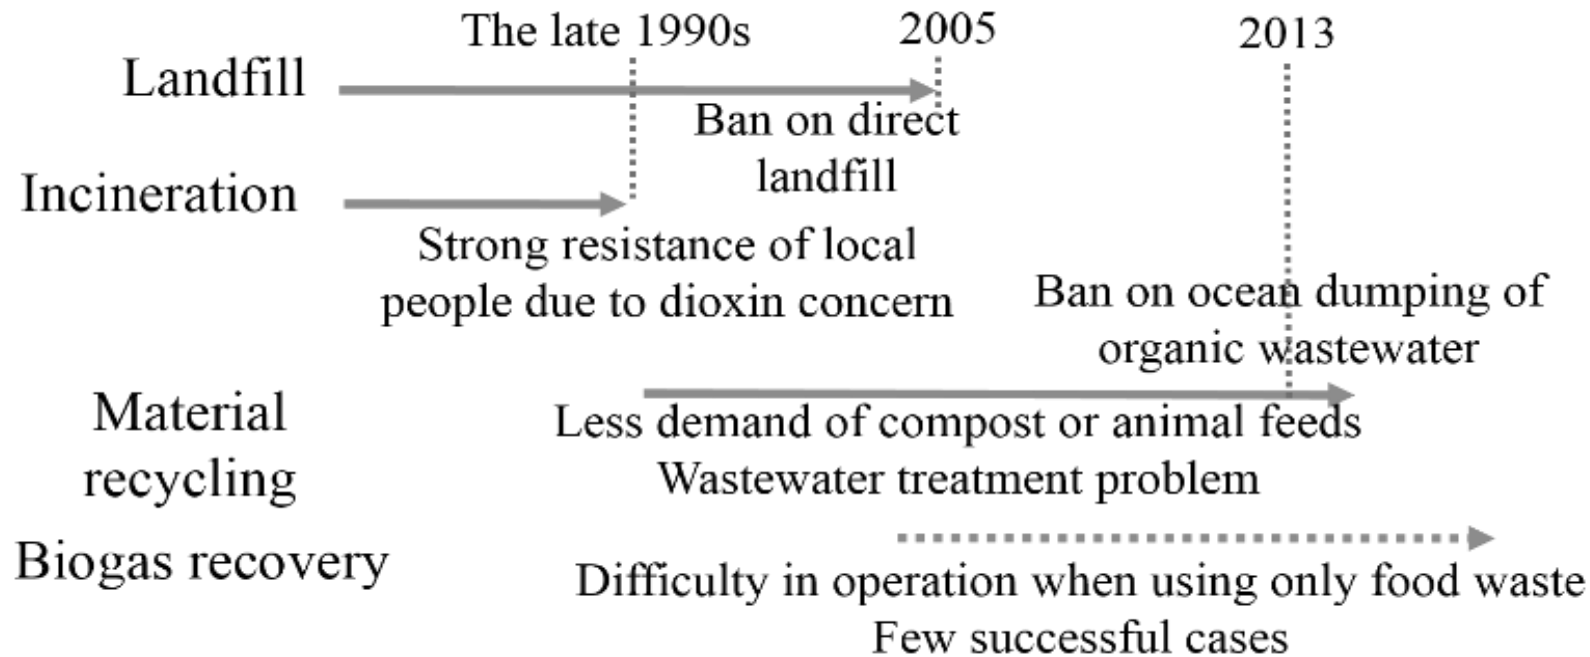 The late 1990s
2005
2013
Landfill
Ban on direct
landfill
Incineration
Strong resistance of local
people due to dioxin concern
Ban on ocean dumping of
organic wastewater
Material
recycling
Less demand of compost or animal feeds
Wastewater treatment problem
Biogas recovery
Difficulty in operation when using only food waste
Few successful cases